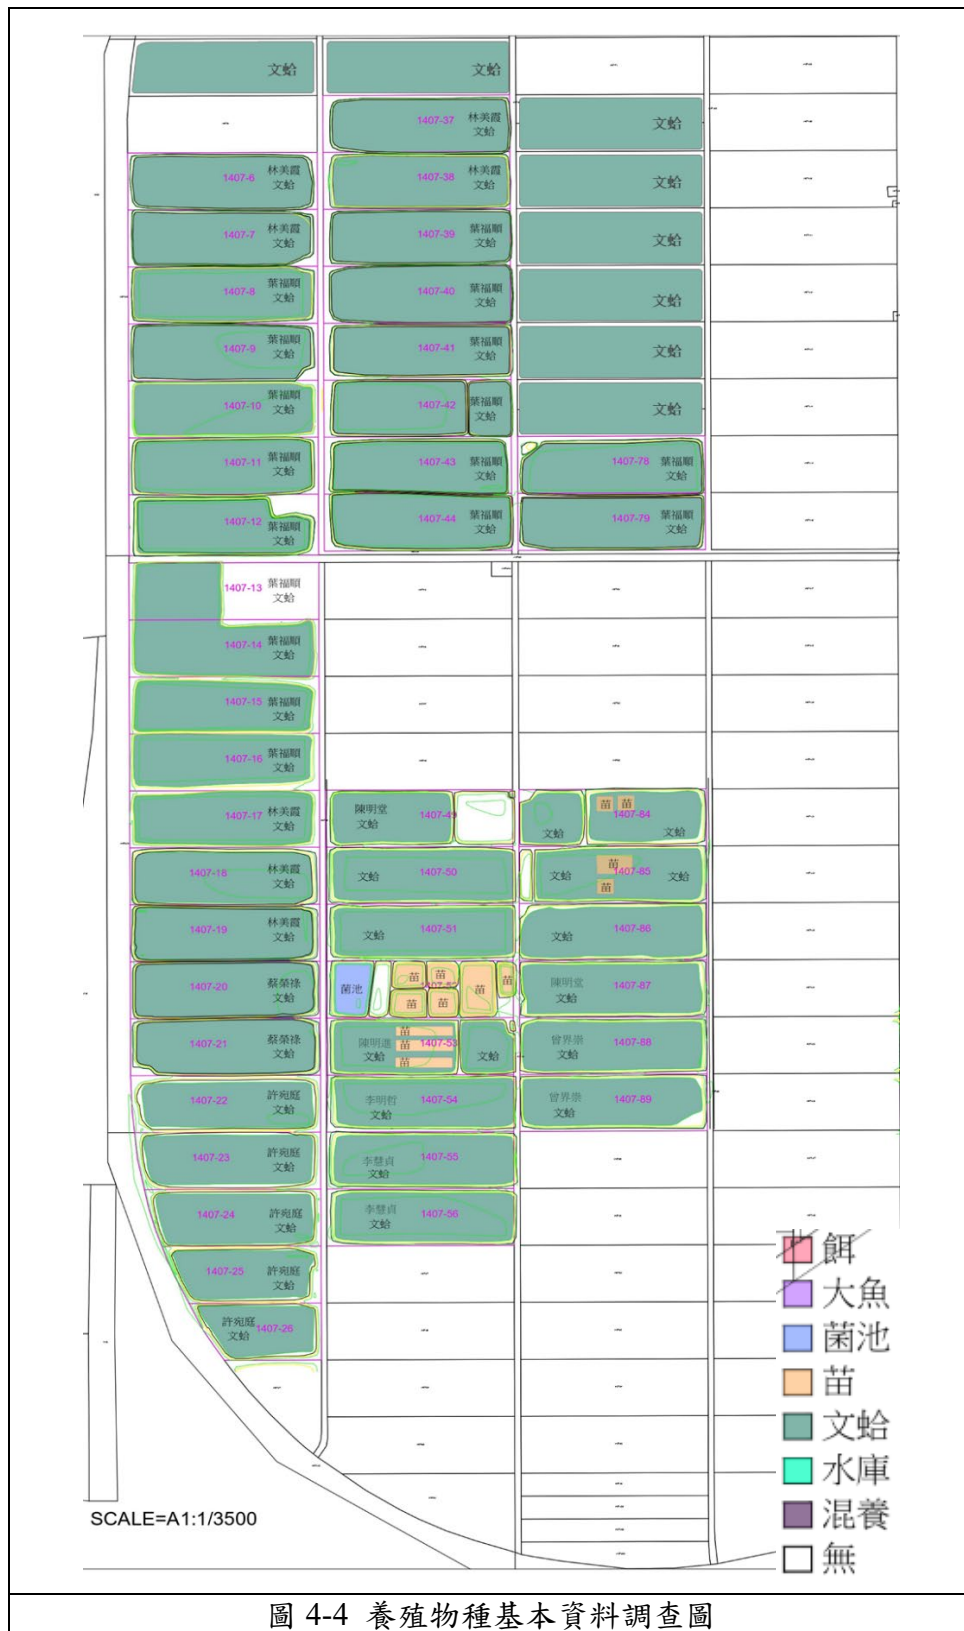 文蛤
文蛤
1407-37 林美霞
文蛤
文蛤
1407-6 林美霞
文蛤
1407-38 林美霞
文蛤
文蛤
1407-7 林美霞
文蛤
1407-39 葉福順
文蛤
文蛤
1407-8 葉福順
文蛤
1407-40 葉福順
文蛤
文蛤
1407-9 葉福順
文蛤
1407-41 葉福順
文蛤
文蛤
1407-10 葉福順
文蛤
1407-42 葉福順
文蛤
文蛤
1407-11 葉福順
文蛤
1407-43 葉福順
文蛤
1407-78 葉福順
文蛤
1407-12 葉福順
文蛤
1407-44 葉福順
文蛤
1407-79 葉福順
文蛤
1407-13 葉福順
文蛤
1407-14 葉福順
文蛤
1407-15 葉福順
文蛤
1407-16 葉福順
文蛤
1407-17 林美霞
文蛤
陳明堂 1407-49
文蛤
文蛤
苗 苗
1407-84
文蛤
1407-18 林美霞
文蛤
文蛤 1407-50
文蛤 苗 1407-85 文蛤
苗
1407-19 林美霞
文蛤
文蛤 1407-51
文蛤 1407-86
1407-20 蔡榮祿
文蛤
菌池 苗 苗 苗 苗
苗 苗
陳明堂 1407-87
文蛤
1407-21 蔡榮祿
文蛤
陳明進 苗 1407-53
文蛤 苗
苗 文蛤
曾界崇 1407-88
文蛤
1407-22 許宛庭
文蛤
李明哲 1407-54
文蛤
曾界崇 1407-89
文蛤
1407-23 許宛庭
文蛤
李慧貞 1407-55
文蛤
1407-24 許宛庭
文蛤
李慧貞 1407-56
文蛤
1407-25 許宛庭
文蛤
許宛庭 1407-26
文蛤
餌
大魚
菌池
苗
文蛤
水庫
混養
無
SCALE=A1:1/3500
圖 4-4 養殖物種基本資料調查圖